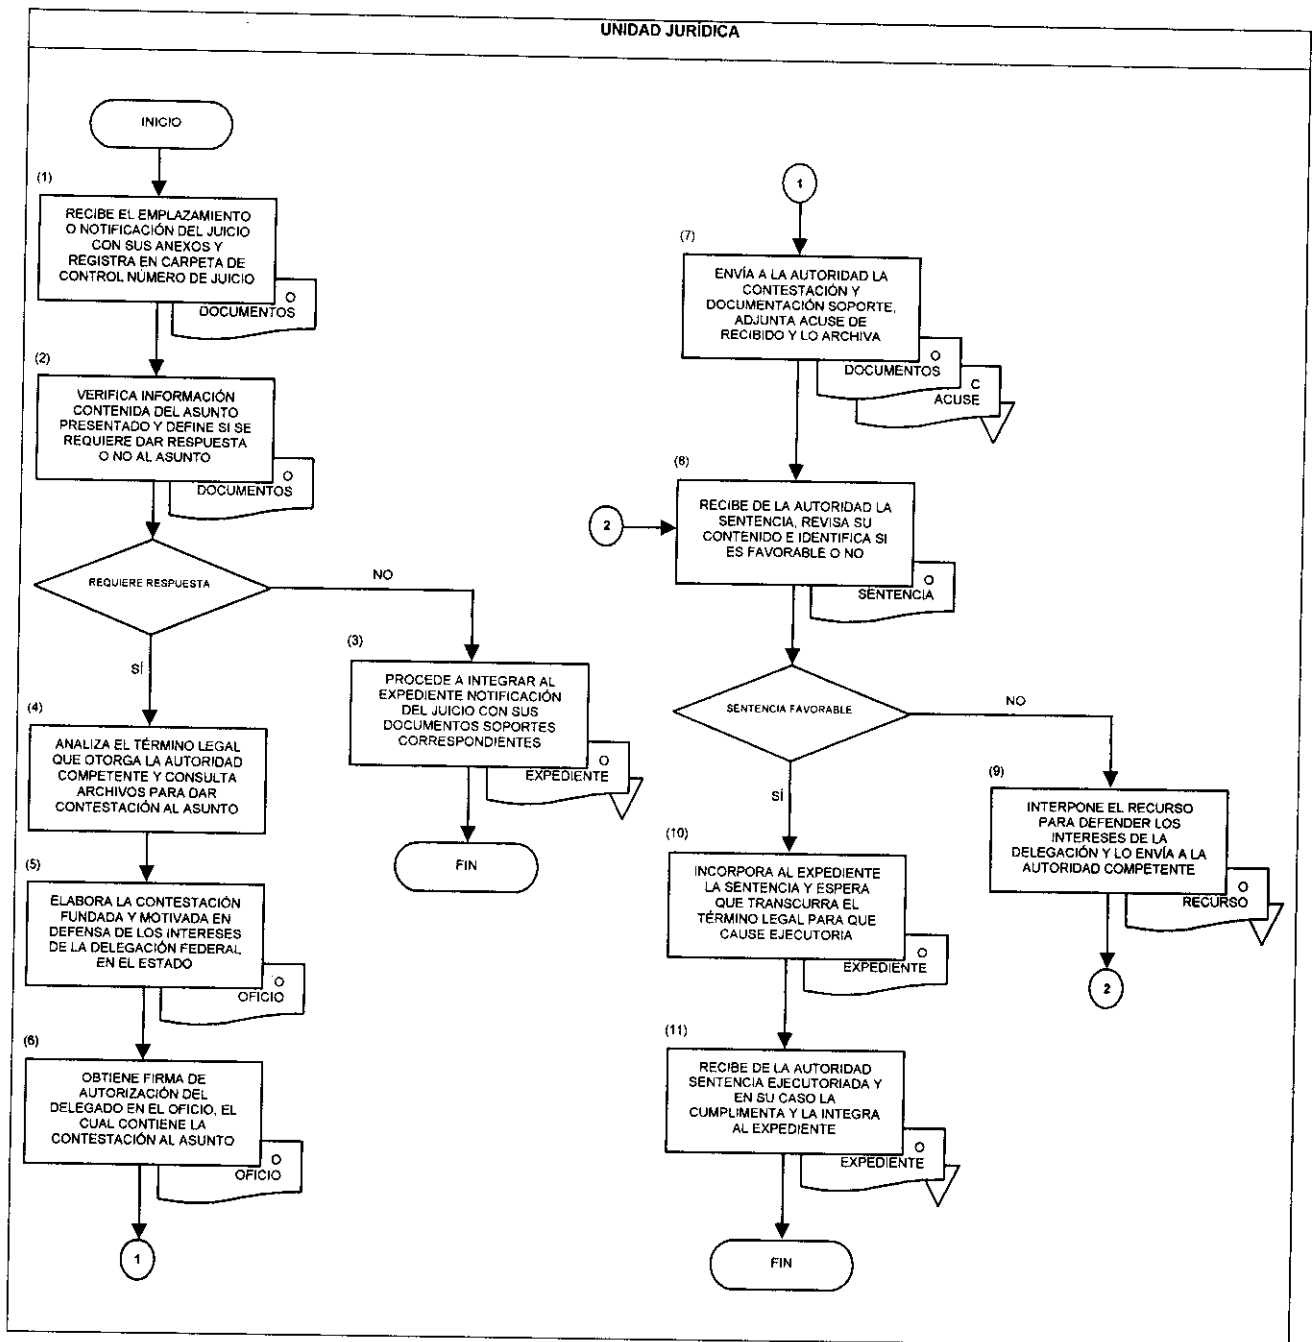 UNIDAD JURÍDICA
INICIO
(1)
RECIBE EL EMPLAZAMIENTO
O NOTIFICACIÓN DEL JUICIO
CON SUS ANEXOS Y
REGISTRA EN CARPETA DE
CONTROL NÚMERO DE JUICIO
O
DOCUMENTOS
(2)
VERIFICA INFORMACIÓN
CONTENIDA DEL ASUNTO
PRESENTADO Y DEFINE SI SE
REQUIERE DAR RESPUESTA
O NO AL ASUNTO
O
DOCUMENTOS
REQUIERE RESPUESTA
NO
SÍ
(3)
PROCEDE A INTEGRAR AL
EXPEDIENTE NOTIFICACIÓN
DEL JUICIO CON SUS
DOCUMENTOS SOPORTES
CORRESPONDIENTES
O
EXPEDIENTE
FIN
(4)
ANALIZA EL TÉRMINO LEGAL
QUE OTORGA LA AUTORIDAD
COMPETENTE Y CONSULTA
ARCHIVOS PARA DAR
CONTESTACIÓN AL ASUNTO
(5)
ELABORA LA CONTESTACIÓN
FUNDADA Y MOTIVADA EN
DEFENSA DE LOS INTERESES
DE LA DELEGACIÓN FEDERAL
EN EL ESTADO
O
OFICIO
(6)
OBTIENE FIRMA DE
AUTORIZACIÓN DEL
DELEGADO EN EL OFICIO, EL
CUAL CONTIENE LA
CONTESTACIÓN AL ASUNTO
O
OFICIO
1
1
(7)
ENVÍA A LA AUTORIDAD LA
CONTESTACIÓN Y
DOCUMENTACIÓN SOPORTE,
ADJUNTA ACUSE DE
RECIBIDO Y LO ARCHIVA
O
DOCUMENTOS
C
ACUSE
(8)
2
RECIBE DE LA AUTORIDAD LA
SENTENCIA, REVISA SU
CONTENIDO E IDENTIFICA SI
ES FAVORABLE O NO
O
SENTENCIA
SENTENCIA FAVORABLE
NO
SÍ
(9)
INTERPONE EL RECURSO
PARA DEFENDER LOS
INTERESES DE LA
DELEGACIÓN Y LO ENVÍA A LA
AUTORIDAD COMPETENTE
O
RECURSO
2
(10)
INCORPORA AL EXPEDIENTE
LA SENTENCIA Y ESPERA
QUE TRANSCURRA EL
TÉRMINO LEGAL PARA QUE
CAUSE EJECUTORIA
O
EXPEDIENTE
(11)
RECIBE DE LA AUTORIDAD
SENTENCIA EJECUTORIADA Y
EN SU CASO LA
CUMPLIMENTA Y LA INTEGRA
AL EXPEDIENTE
O
EXPEDIENTE
FIN